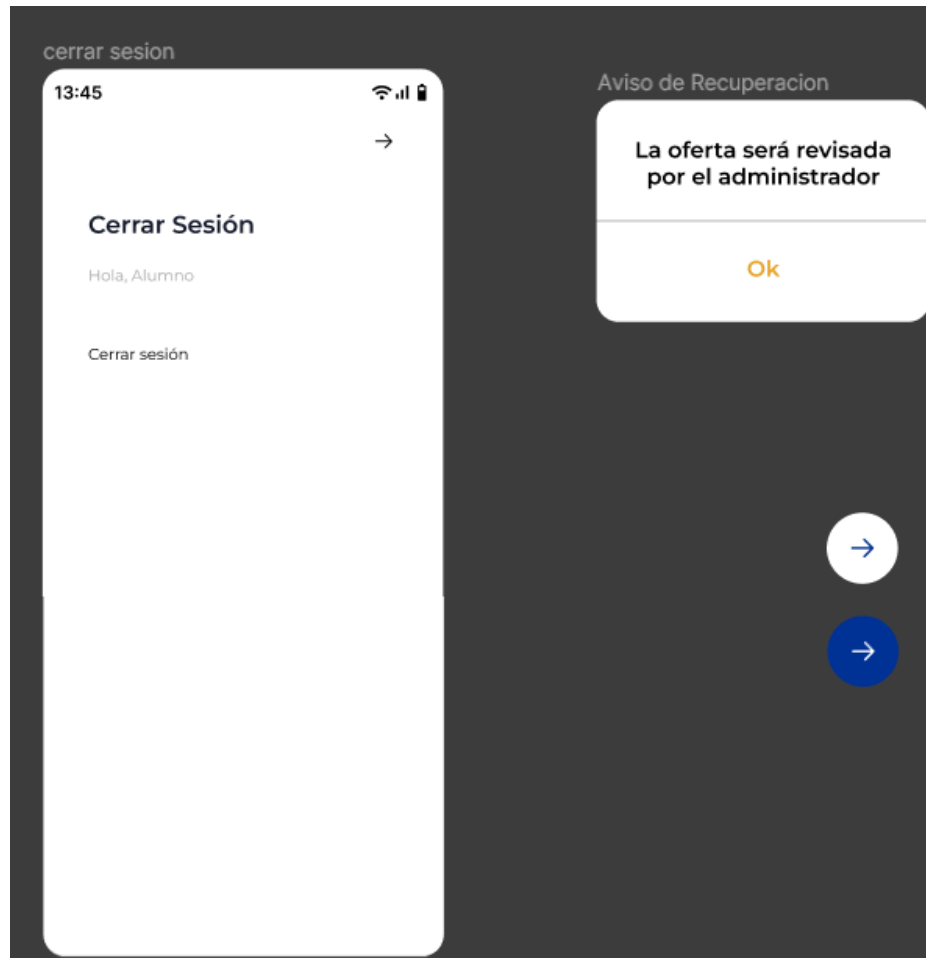 cerrar sesion
13:45
Cerrar Sesión
Hola, Alumno
Cerrar sesión
Aviso de Recuperacion
La oferta será revisada
por el administrador
Ok